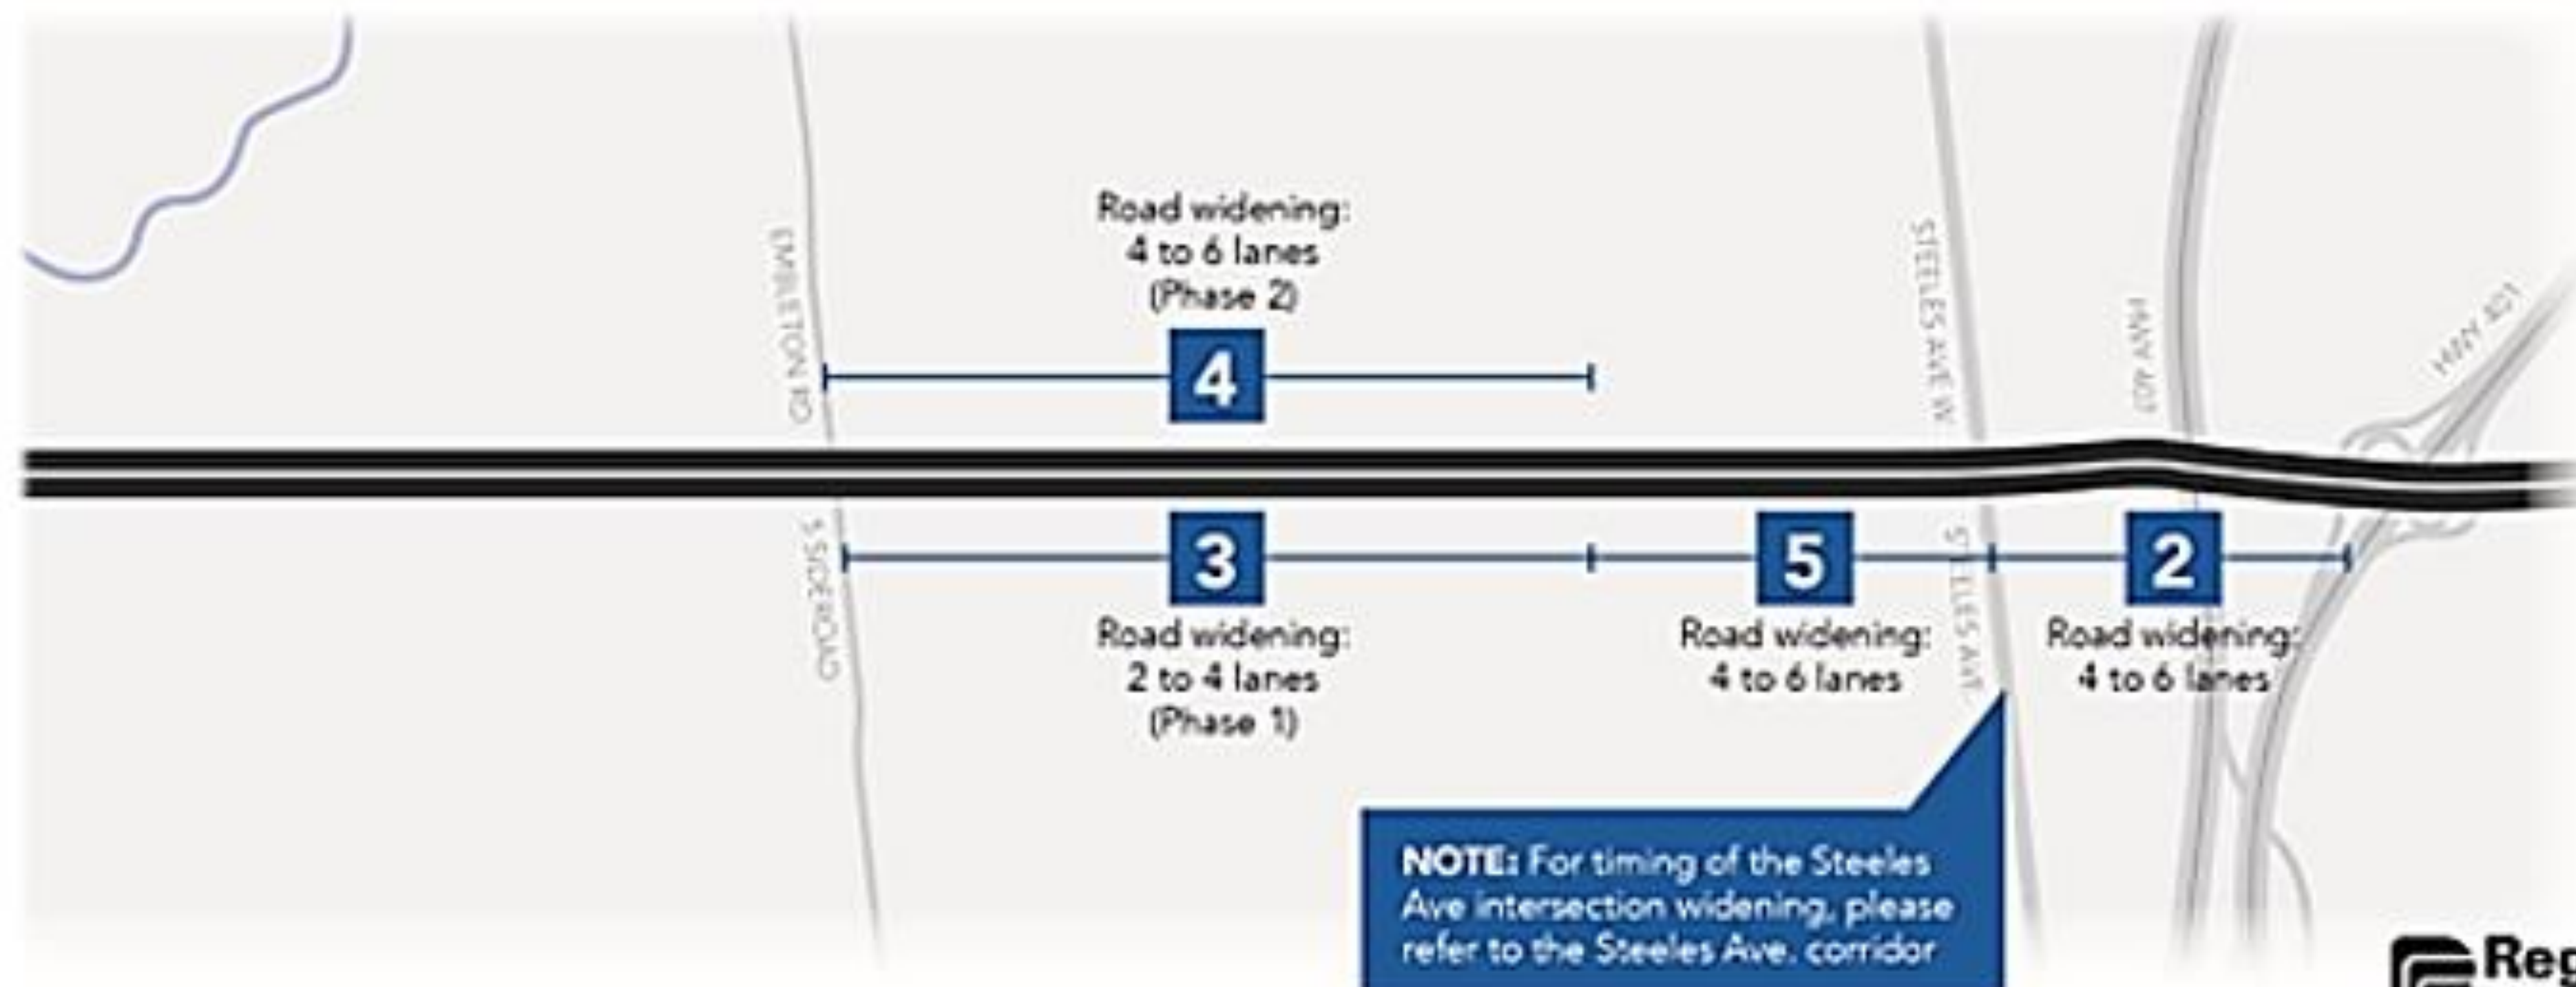 Road widening:
4 to 6 lanes
(Phase 2)
4
EMBLETON RD
STEELES AVE W
HWY 407
HWY 401
5 SIDEROAD
3
Road widening:
2 to 4 lanes
(Phase 1)
5
Road widening:
4 to 6 lanes
STEELES AVE
2
Road widening:
4 to 6 lanes
NOTE: For timing of the Steeles
Ave intersection widening, please
refer to the Steeles Ave. corridor
Reg